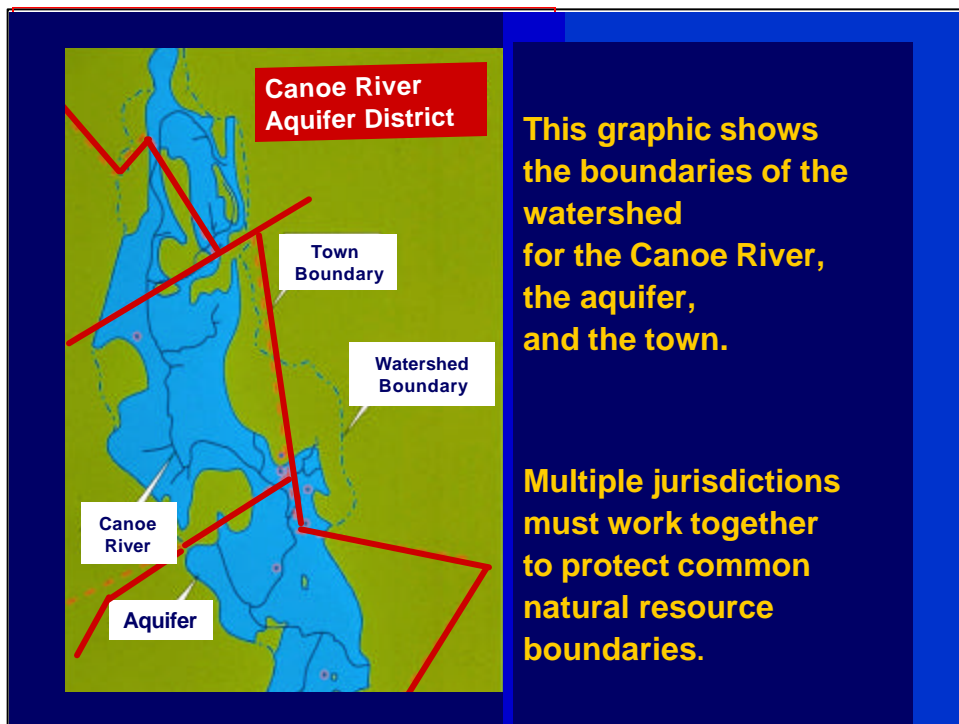 Canoe River
Aquifer District
Town
Boundary
Watershed
Boundary
Canoe
River
Aquifer
This graphic shows
the boundaries of the
watershed
for the Canoe River,
the aquifer,
and the town.
Multiple jurisdictions
must work together
to protect common
natural resource
boundaries.